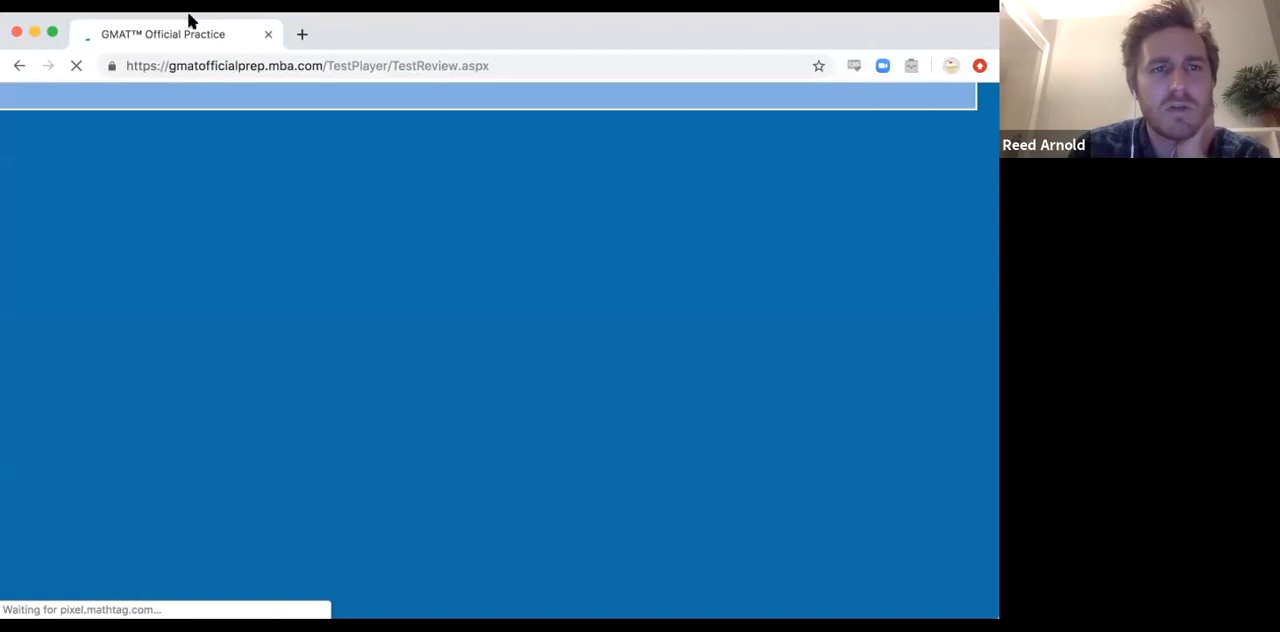 GMAT™ Official Practice
https://gmatofficialprep.mba.com/TestPlayer/TestReview.aspx
Reed Arnold
Waiting for pixel.mathtag.com...